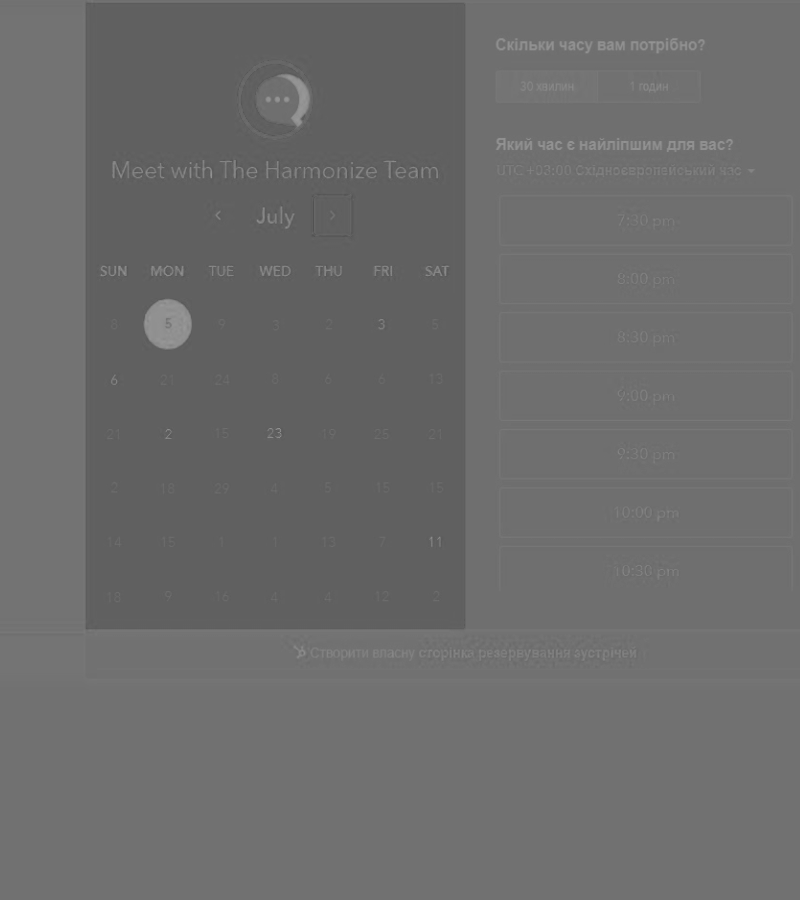 Meet with The Harmonize Team
July
SUN MON TUE WED THU FRI SAT
8 5 9 3 2 3 5
6 21 24 8 6 6 13
21 2 15 23 19 25 21
2 18 29 4 5 15 15
14 15 1 1 13 7 11
18 9 16 4 4 12 2
Скільки часу вам потрібно?
30 хвилин 1 годин
Який час є найліпшим для вас?
UTC +03:00 Східноєвропейський час
7:30 pm
8:00 pm
8:30 pm
9:00 pm
9:30 pm
10:00 pm
10:30 pm
Створити власну сторінка резервування зустрічей